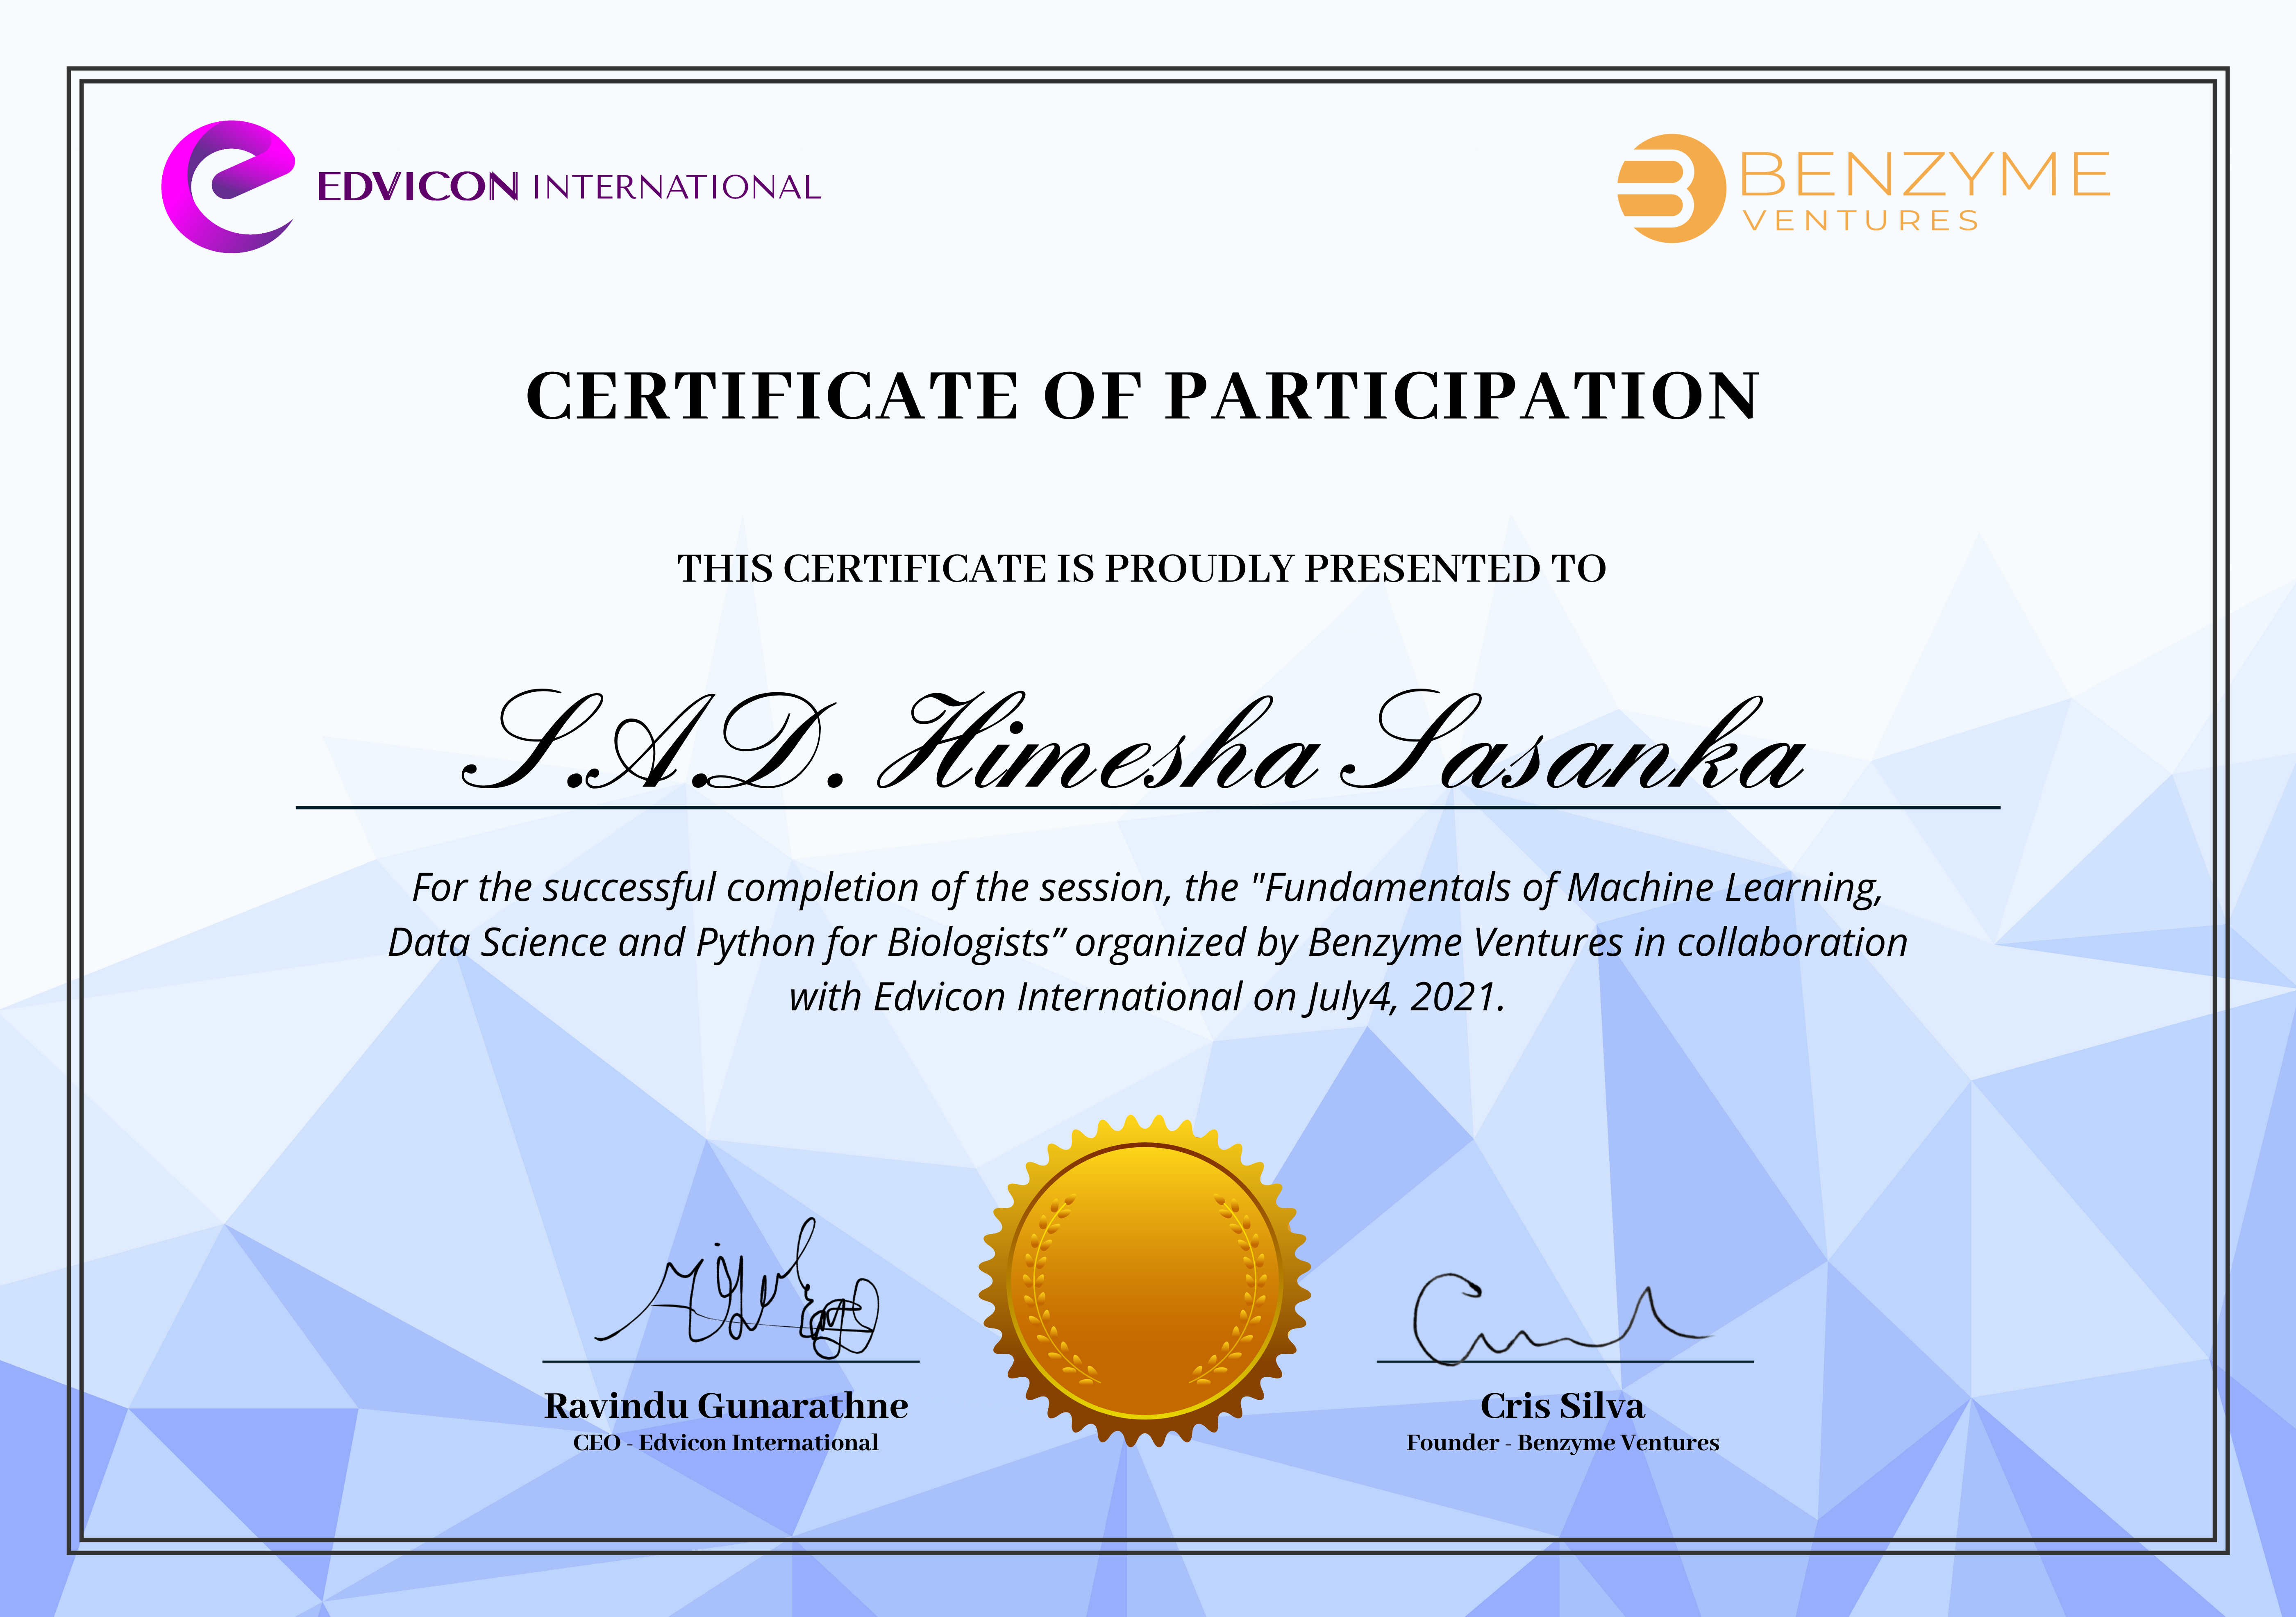 EDVICON INTERNATIONAL
BENZYME
VENTURES
CERTIFICATE OF PARTICIPATION
THIS CERTIFICATE IS PROUDLY PRESENTED TO
S.A.D. Himesha Sasanka
For the successful completion of the session, the "Fundamentals of Machine Learning,
Data Science and Python for Biologists” organized by Benzyme Ventures in collaboration
with Edvicon International on July4, 2021.
Ravindu Gunarathne
CEO - Edvicon International
Cris Silva
Founder - Benzyme Ventures